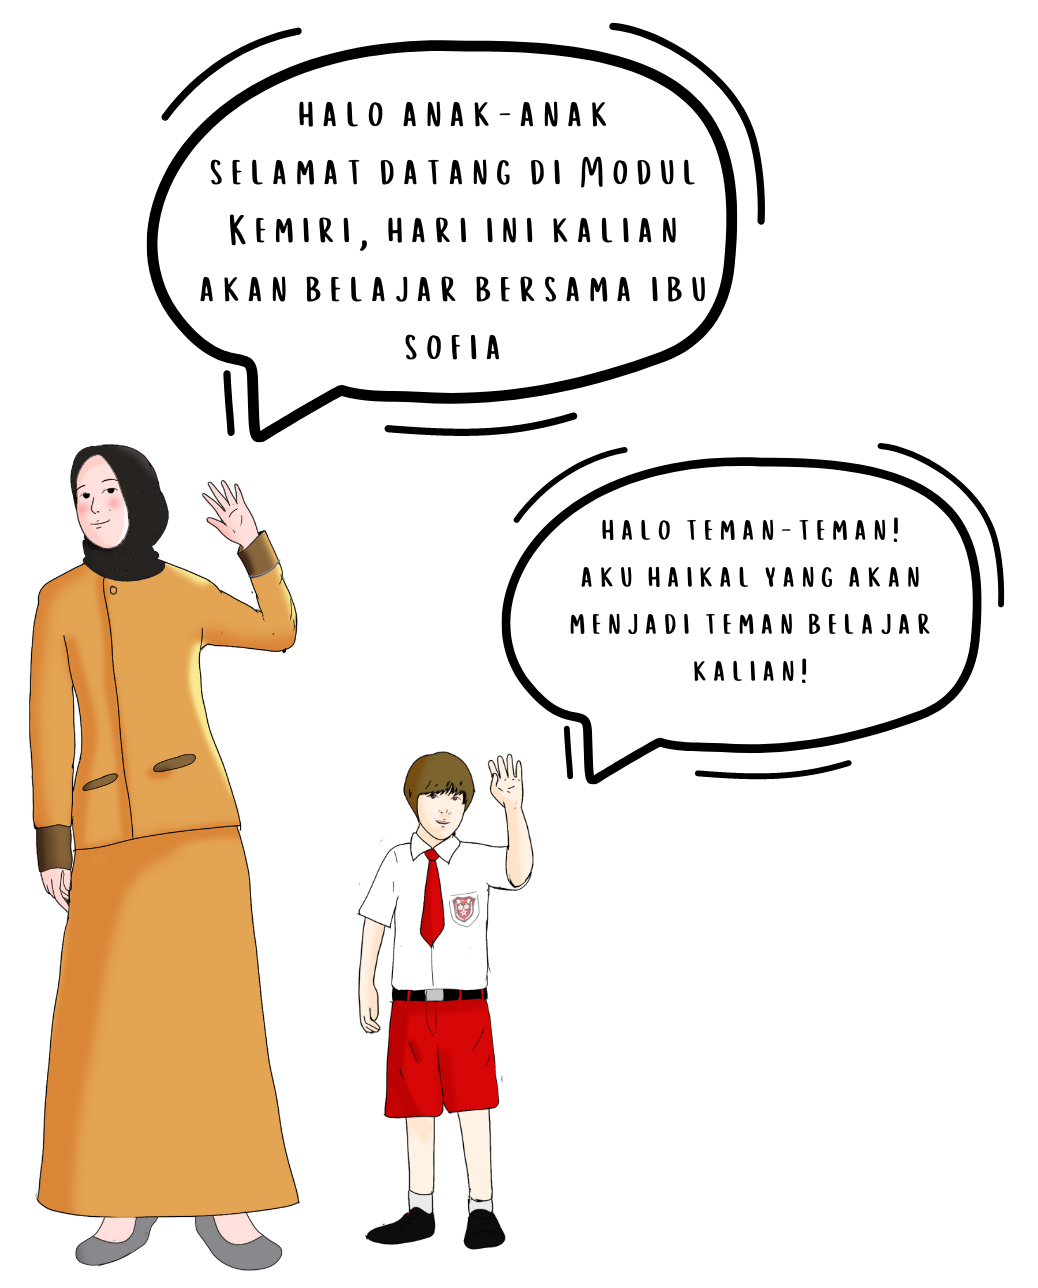 HALO ANAK-ANAK
SELAMAT DATANG DI MODUL
KEMIRI, HARI INI KALIAN
AKAN BELAJAR BERSAMA IBU
SOFIA
HALO TEMAN-TEMAN!
AKU HAIKAL YANG AKAN
MENJADI TEMAN BELAJAR
KALIAN!